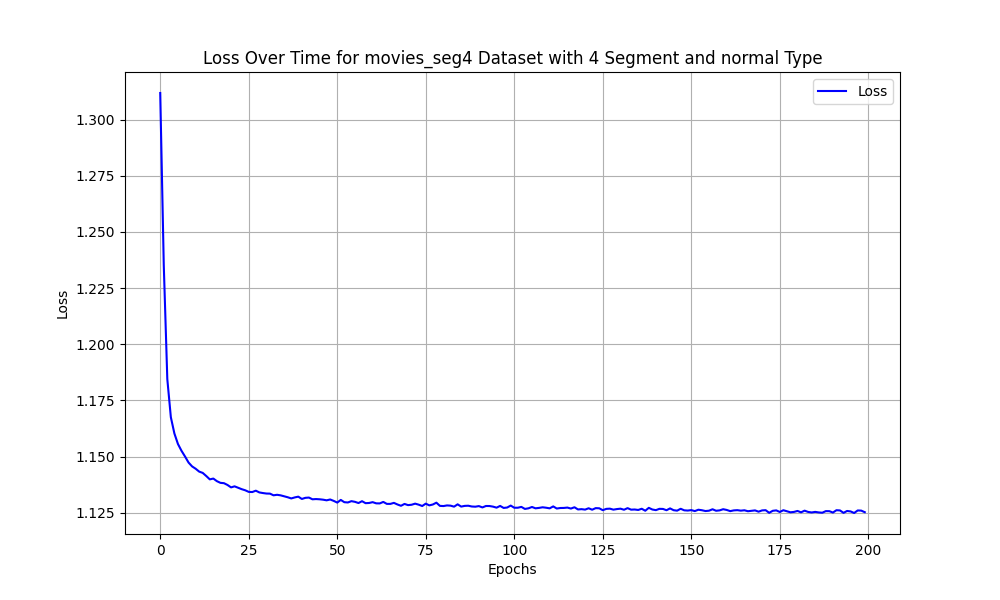 Loss Over Time for movies_seg4 Dataset with 4 Segment and normal Type
Loss
1.300
1.275
1.250
1.225
1.200
1.175
1.150
1.125
Loss
0 25 50 75 100 125 150 175 200
Epochs